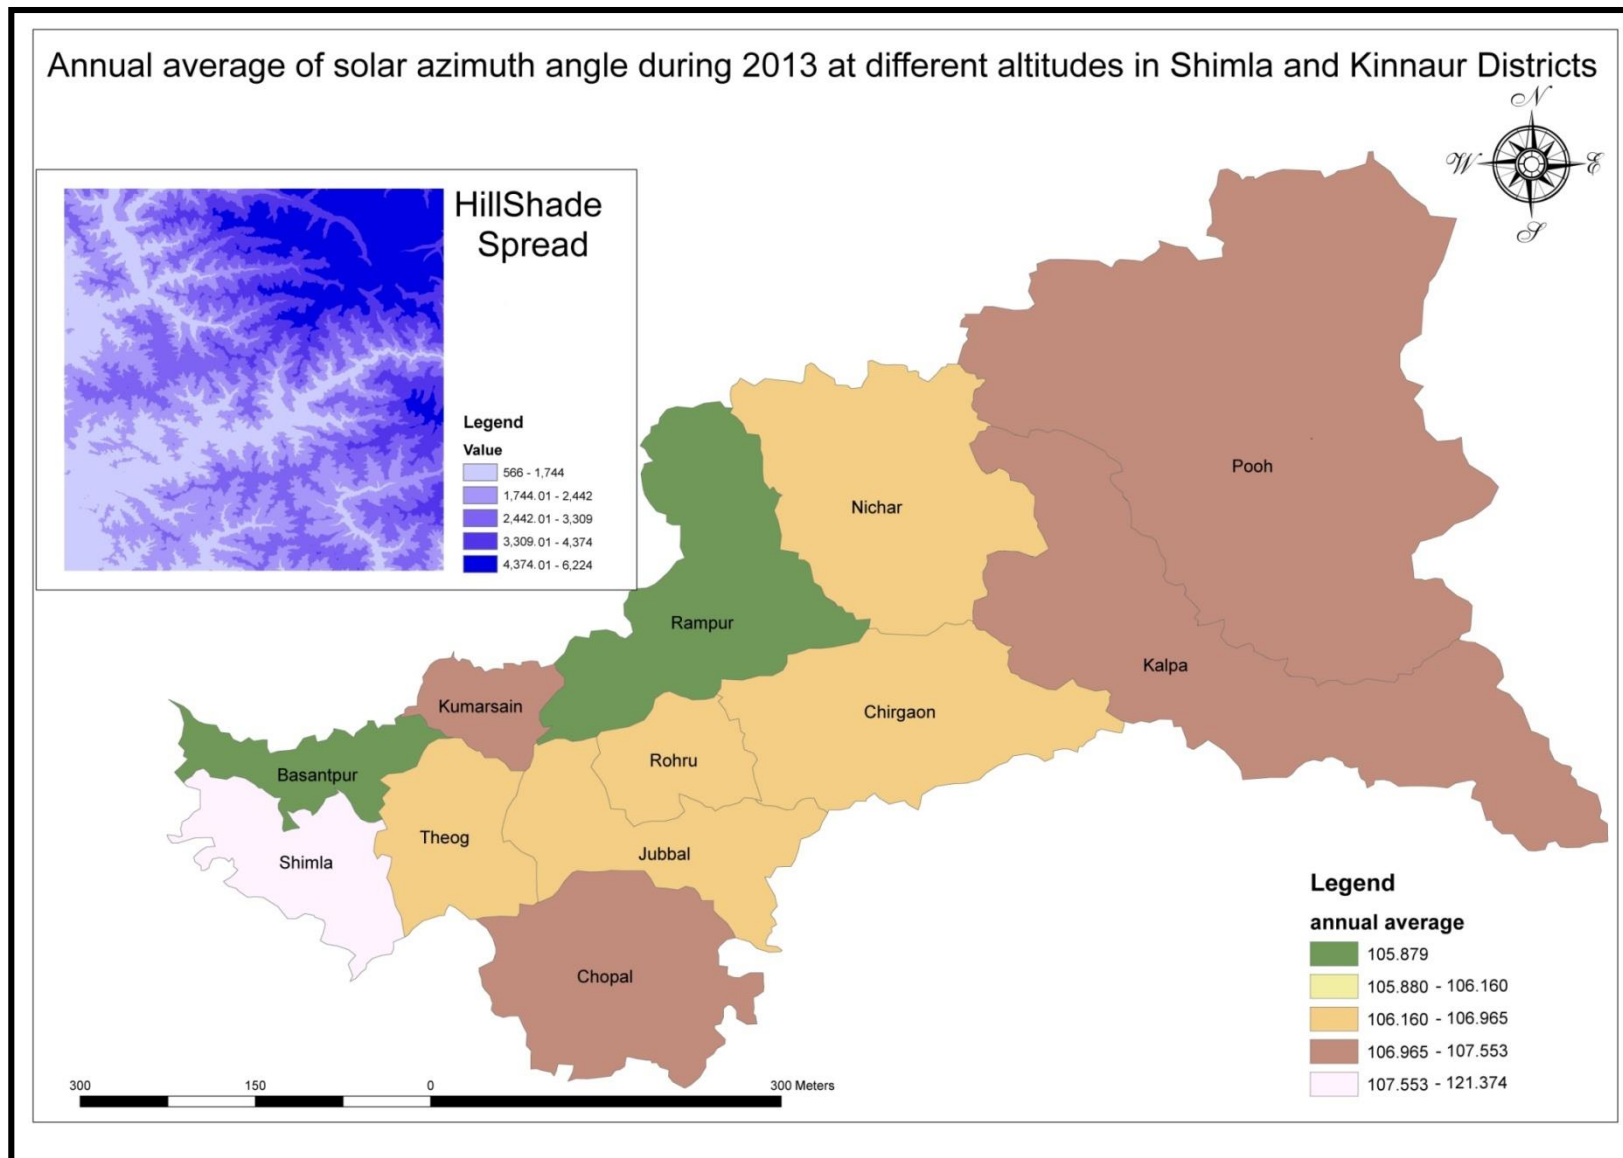 Annual average of solar azimuth angle during 2013 at different altitudes in Shimla and Kinnaur Districts
N
W
E
S
HillShade
Spread
Legend
Value
566 - 1,744
1,744.01 - 2,442
2,442.01 - 3,309
3,309.01 - 4,374
4,374.01 - 6,224
Pooh
Nichar
Rampur
Kalpa
Kumarsain
Chirgaon
Rohru
Basantpur
Theog
Jubbal
Shimla
Chopal
Legend
annual average
105.879
105.880 - 106.160
106.160 - 106.965
106.965 - 107.553
107.553 - 121.374
300 150 0 300 Meters